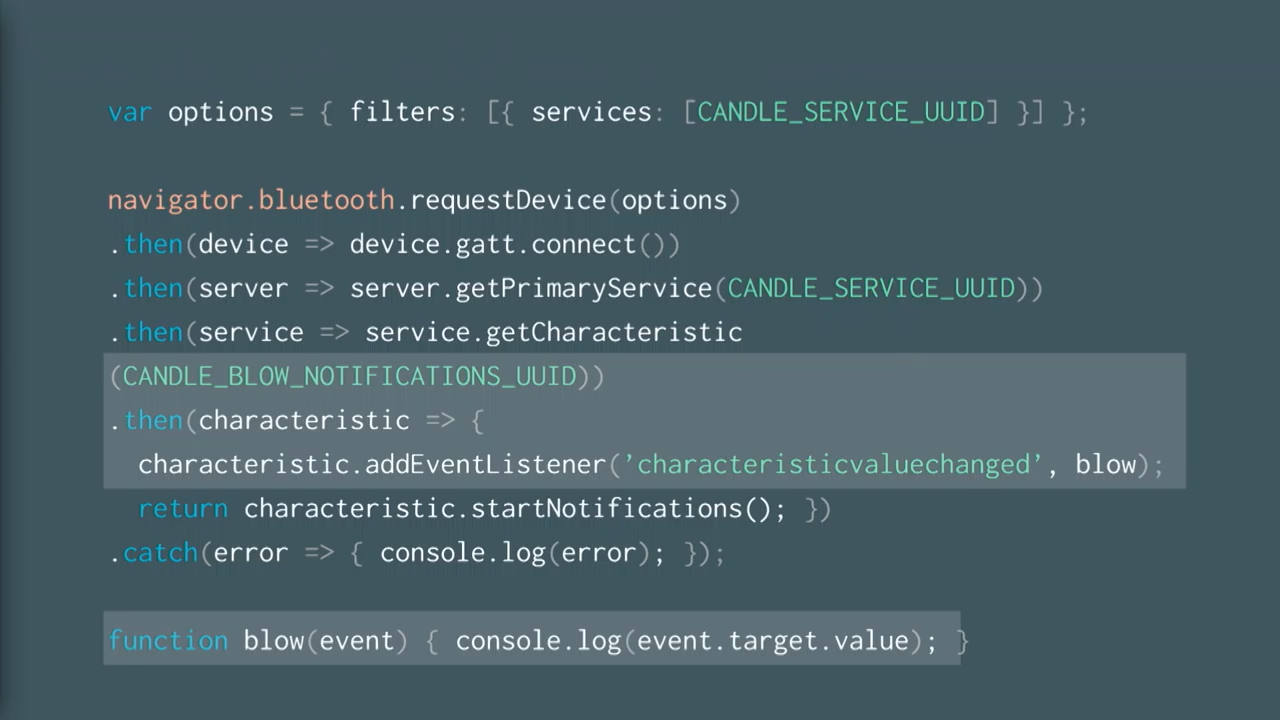 var options = { filters: [{ services: [CANDLE_SERVICE_UUID] }] };
navigator.bluetooth.requestDevice(options)
.then(device => device.gatt.connect())
.then(server => server.getPrimaryService(CANDLE_SERVICE_UUID))
.then(service => service.getCharacteristic
(CANDLE_BLOW_NOTIFICATIONS_UUID))
.then(characteristic => {
characteristic.addEventListener(’characteristicvaluechanged’, blow);
return characteristic.startNotifications(); })
.catch(error => { console.log(error); });
function blow(event) { console.log(event.target.value); }